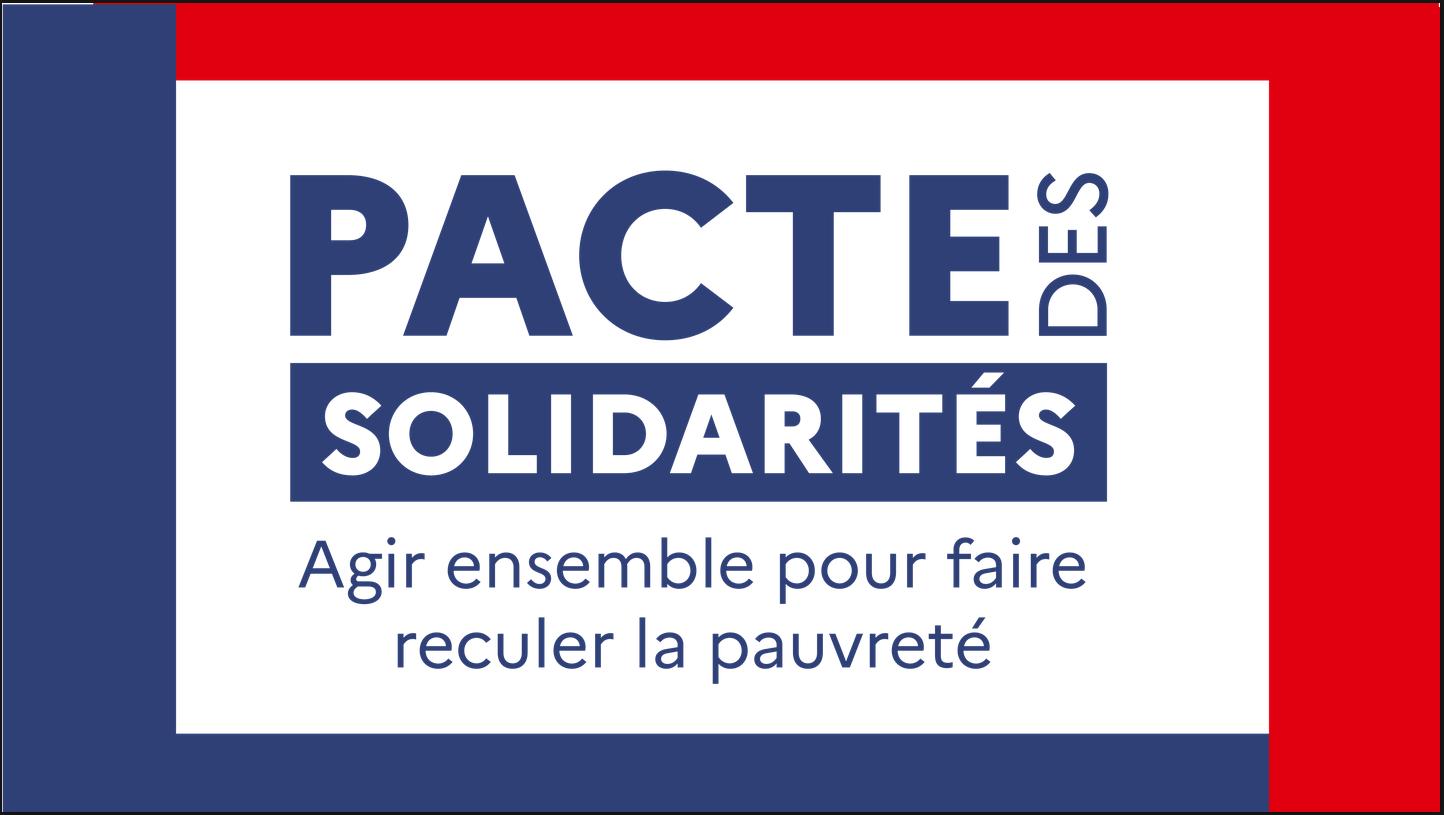 PACTE DES
SOLIDARITÉS
Agir ensemble pour faire
reculer la pauvreté